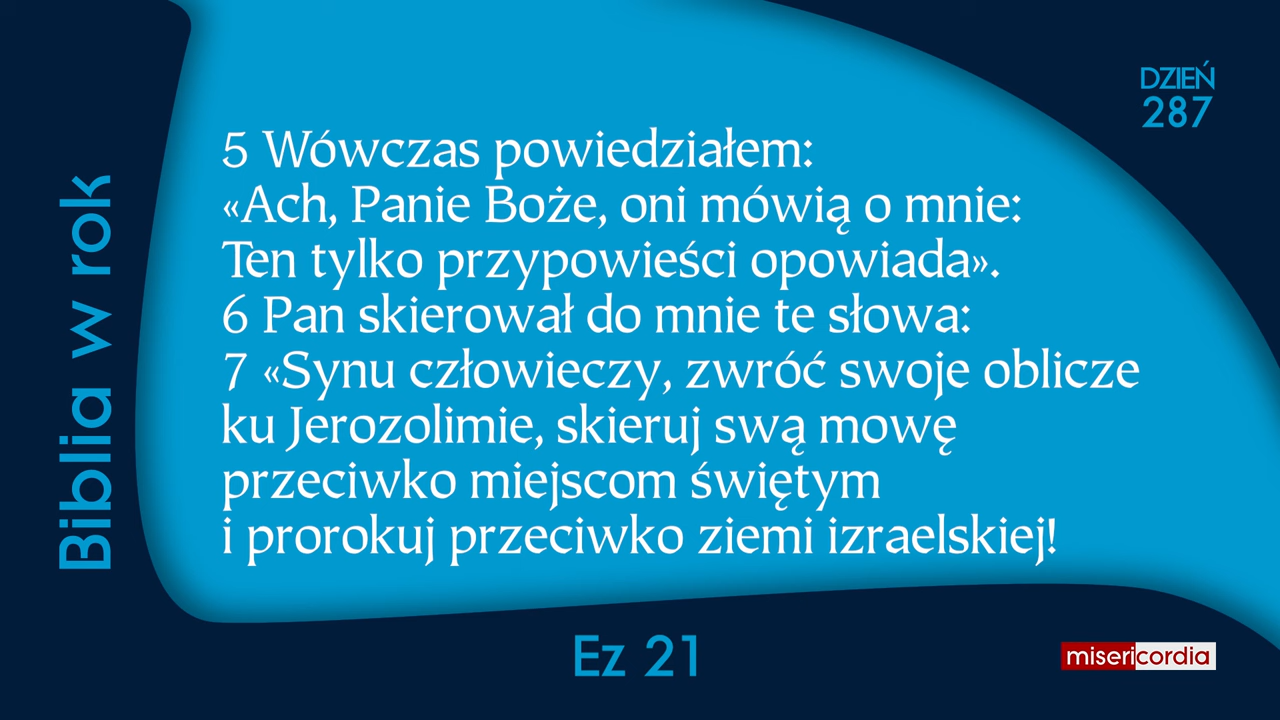 DZIEŃ
287
5 Wówczas powiedziałem:
«Ach, Panie Boże, oni mówią o mnie:
Ten tylko przypowieści opowiada».
6 Pan skierował do mnie te słowa:
7 «Synu człowieczy, zwróć swoje oblicze
ku Jerozolimie, skieruj swą mowę
przeciwko miejscom świętym
i prorokuj przeciwko ziemi izraelskiej!
Biblia w rok
Ez 21
misericordia